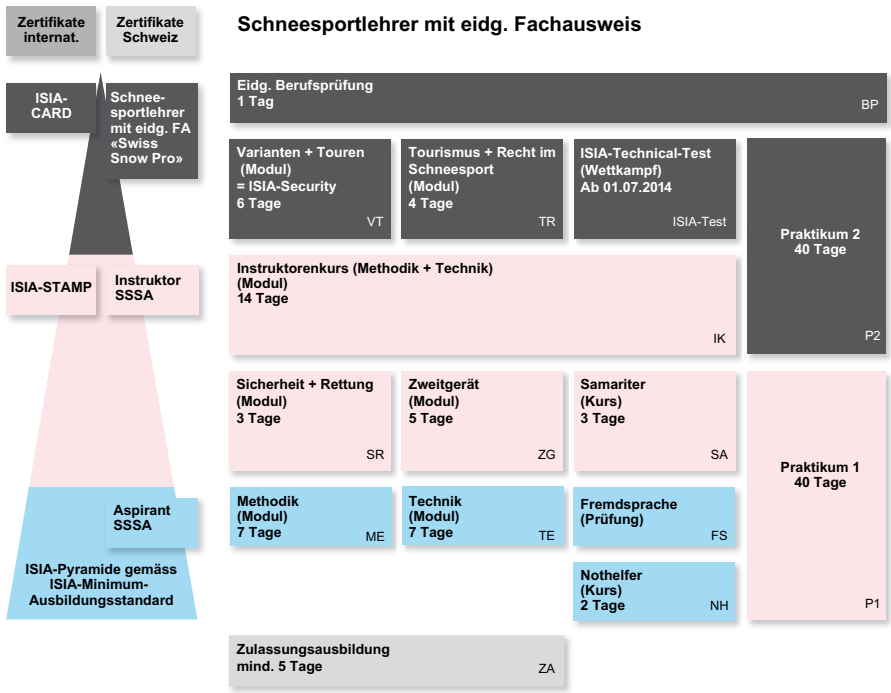 Zertifikate
internat.
Zertifikate
Schweiz
Schneesportlehrer mit eidg. Fachausweis
ISIA-
CARD
Schnee-
sportlehrer
mit eidg. FA
«Swiss
Snow Pro»
Eidg. Berufsprüfung
1 Tag
BP
Varianten + Touren
(Modul)
= ISIA-Security
6 Tage
VT
Tourismus + Recht im
Schneesport
(Modul)
4 Tage
TR
ISIA-Technical-Test
(Wettkampf)
Ab 01.07.2014
ISIA-Test
Praktikum 2
40 Tage
P2
ISIA-STAMP
Instruktor
SSSA
Instruktorenkurs (Methodik + Technik)
(Modul)
14 Tage
IK
Sicherheit + Rettung
(Modul)
3 Tage
SR
Zweitgerät
(Modul)
5 Tage
ZG
Samariter
(Kurs)
3 Tage
SA
Praktikum 1
40 Tage
P1
Aspirant
SSSA
Methodik
(Modul)
7 Tage
ME
Technik
(Modul)
7 Tage
TE
Fremdsprache
(Prüfung)
FS
ISIA-Pyramide gemäss
ISIA-Minimum-
Ausbildungsstandard
Nothelfer
(Kurs)
2 Tage
NH
Zulassungsausbildung
mind. 5 Tage
ZA